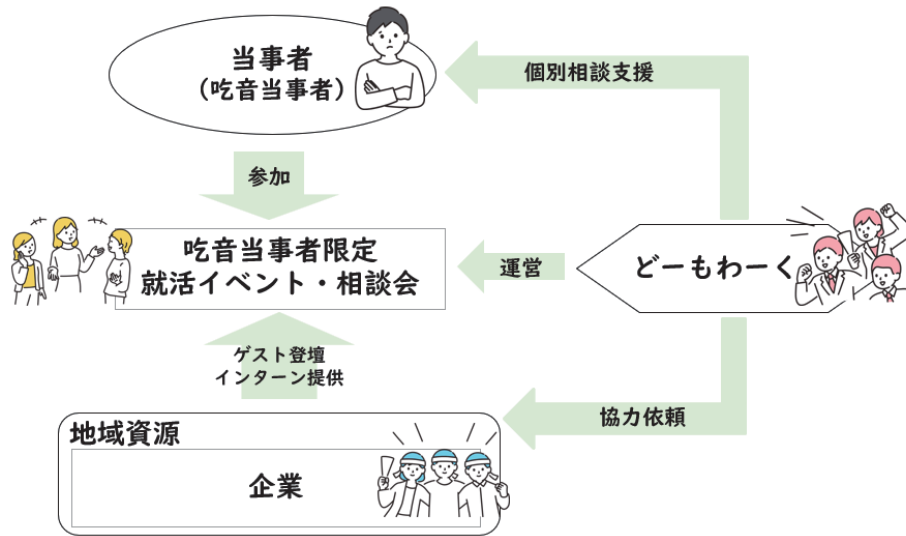 当事者
（吃音当事者）
個別相談支援
参加
吃音当事者限定
就活イベント・相談会
運営
どーもわーく
ゲスト登壇
インターン提供
協力依頼
地域資源
企業